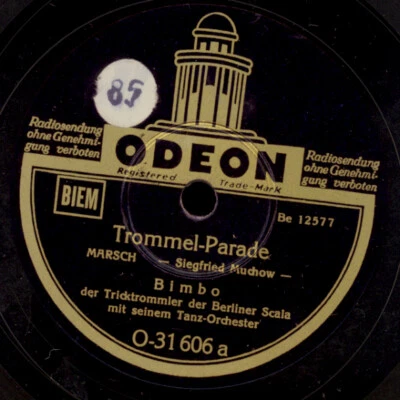 85
Radiosendung
ohne Genehmi-
gung verboten
ODEON
Registered Trade-Mark
Radiosendung
ohne Genehmi-
gung verboten
BIEM
Be 12577
Trommel-Parade
MARSCH — Siegfried Muchow —
Bimbo
der Tricktrommler der Berliner Scala
mit seinem Tanz-Orchester
O-31 606 a